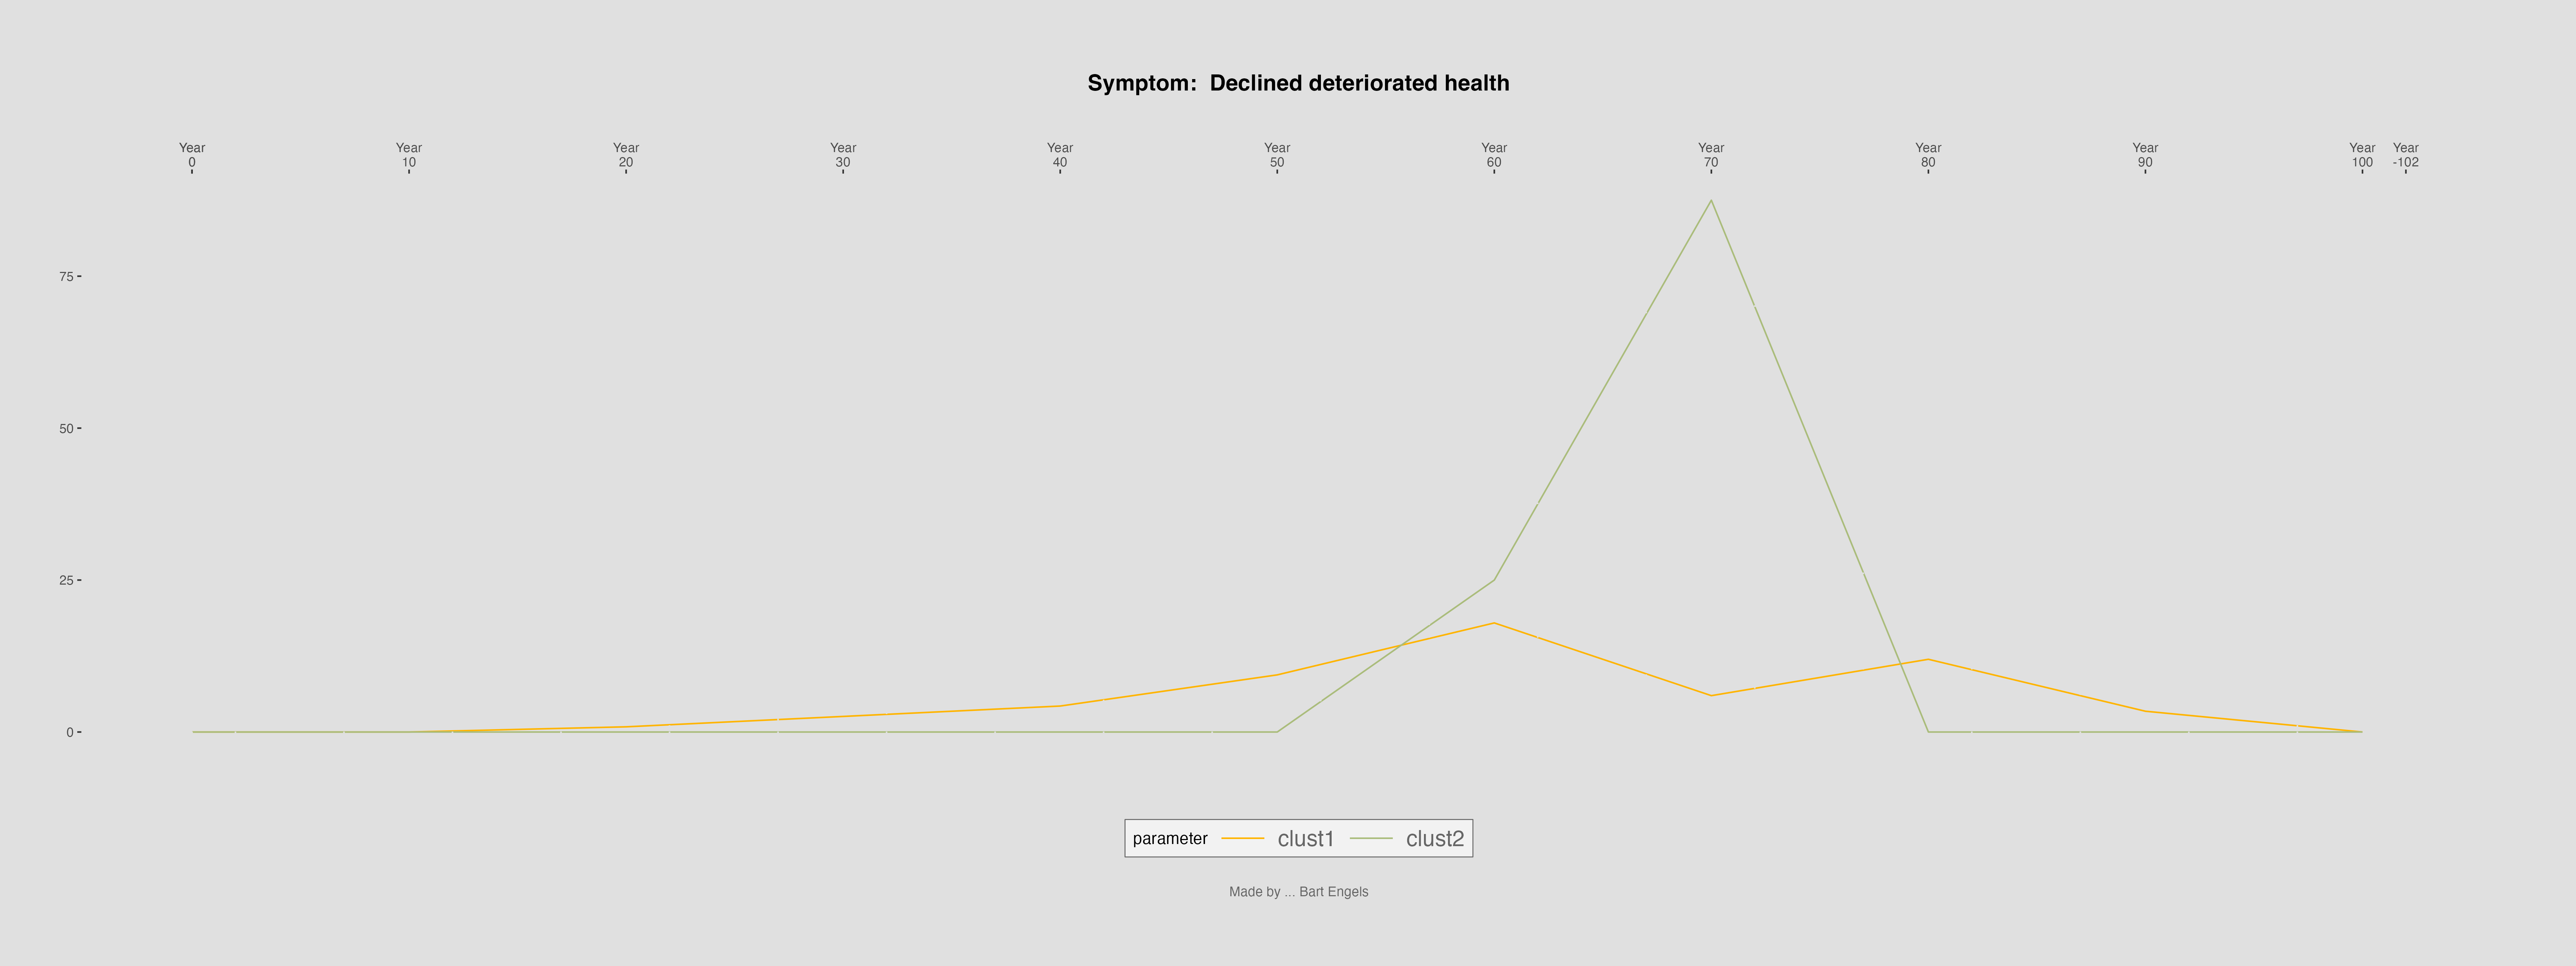 Symptom:  Declined deteriorated health
Year Year Year Year Year Year Year Year Year Year Year Year
0 10 20 30 40 50 60 70 80 90 100 -102
75
50
25
0
parameter clust1 clust2
Made by ... Bart Engels